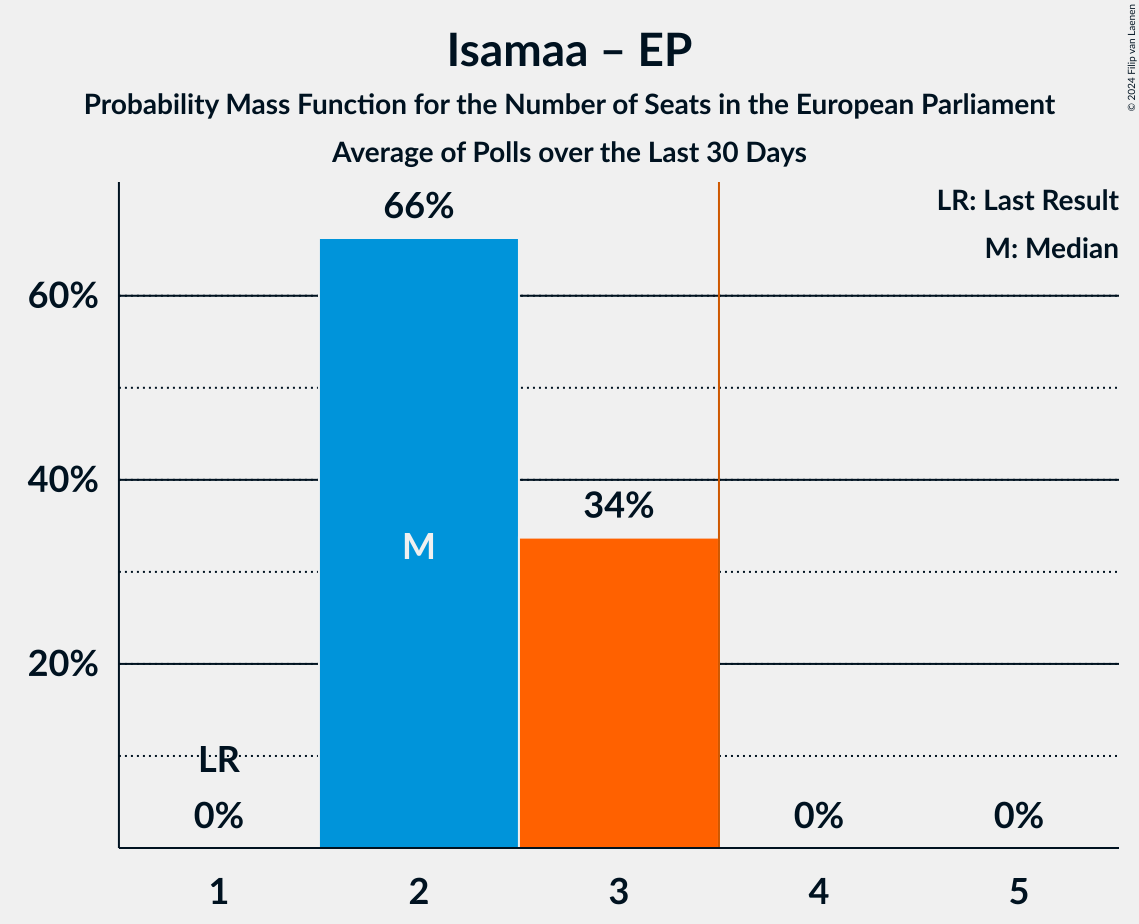 Isamaa – EP
Probability Mass Function for the Number of Seats in the European Parliament
Average of Polls over the Last 30 Days
© 2024 Filip van Laenen
LR: Last Result
M: Median
66%
60%
40%
34%
M
20%
LR
0%
0%
0%
1
2
3
4
5